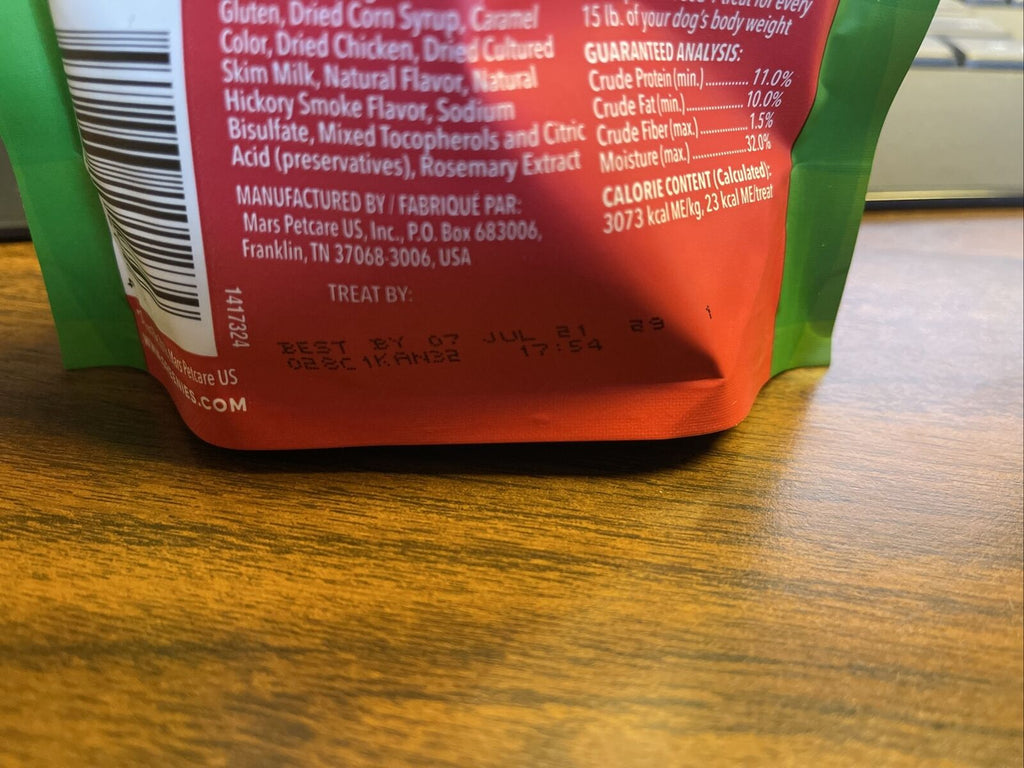 Gluten, Dried Corn Syrup, Caramel
Color, Dried Chicken, Dried Cultured
Skim Milk, Natural Flavor, Natural
Hickory Smoke Flavor, Sodium
Bisulfate, Mixed Tocopherols and Citric
Acid (preservatives), Rosemary Extract
MANUFACTURED BY / FABRIQUÉ PAR:
Mars Petcare US, Inc., P.O. Box 683006,
Franklin, TN 37068-3006, USA
TREAT BY:
every
15 lb. of your dog's body weight
GUARANTEED ANALYSIS:
Crude Protein (min.)............ 11.0%
Crude Fat (min.)............... 10.0%
Crude Fiber (max.)............. 1.5%
Moisture (max.)............... 32.0%
CALORIE CONTENT (Calculated):
3073 kcal ME/kg, 23 kcal ME/treat
1417324
Mars Petcare US
.COM
BEST BY 07 JUL 21 29 1
028C1KAN32 17:54